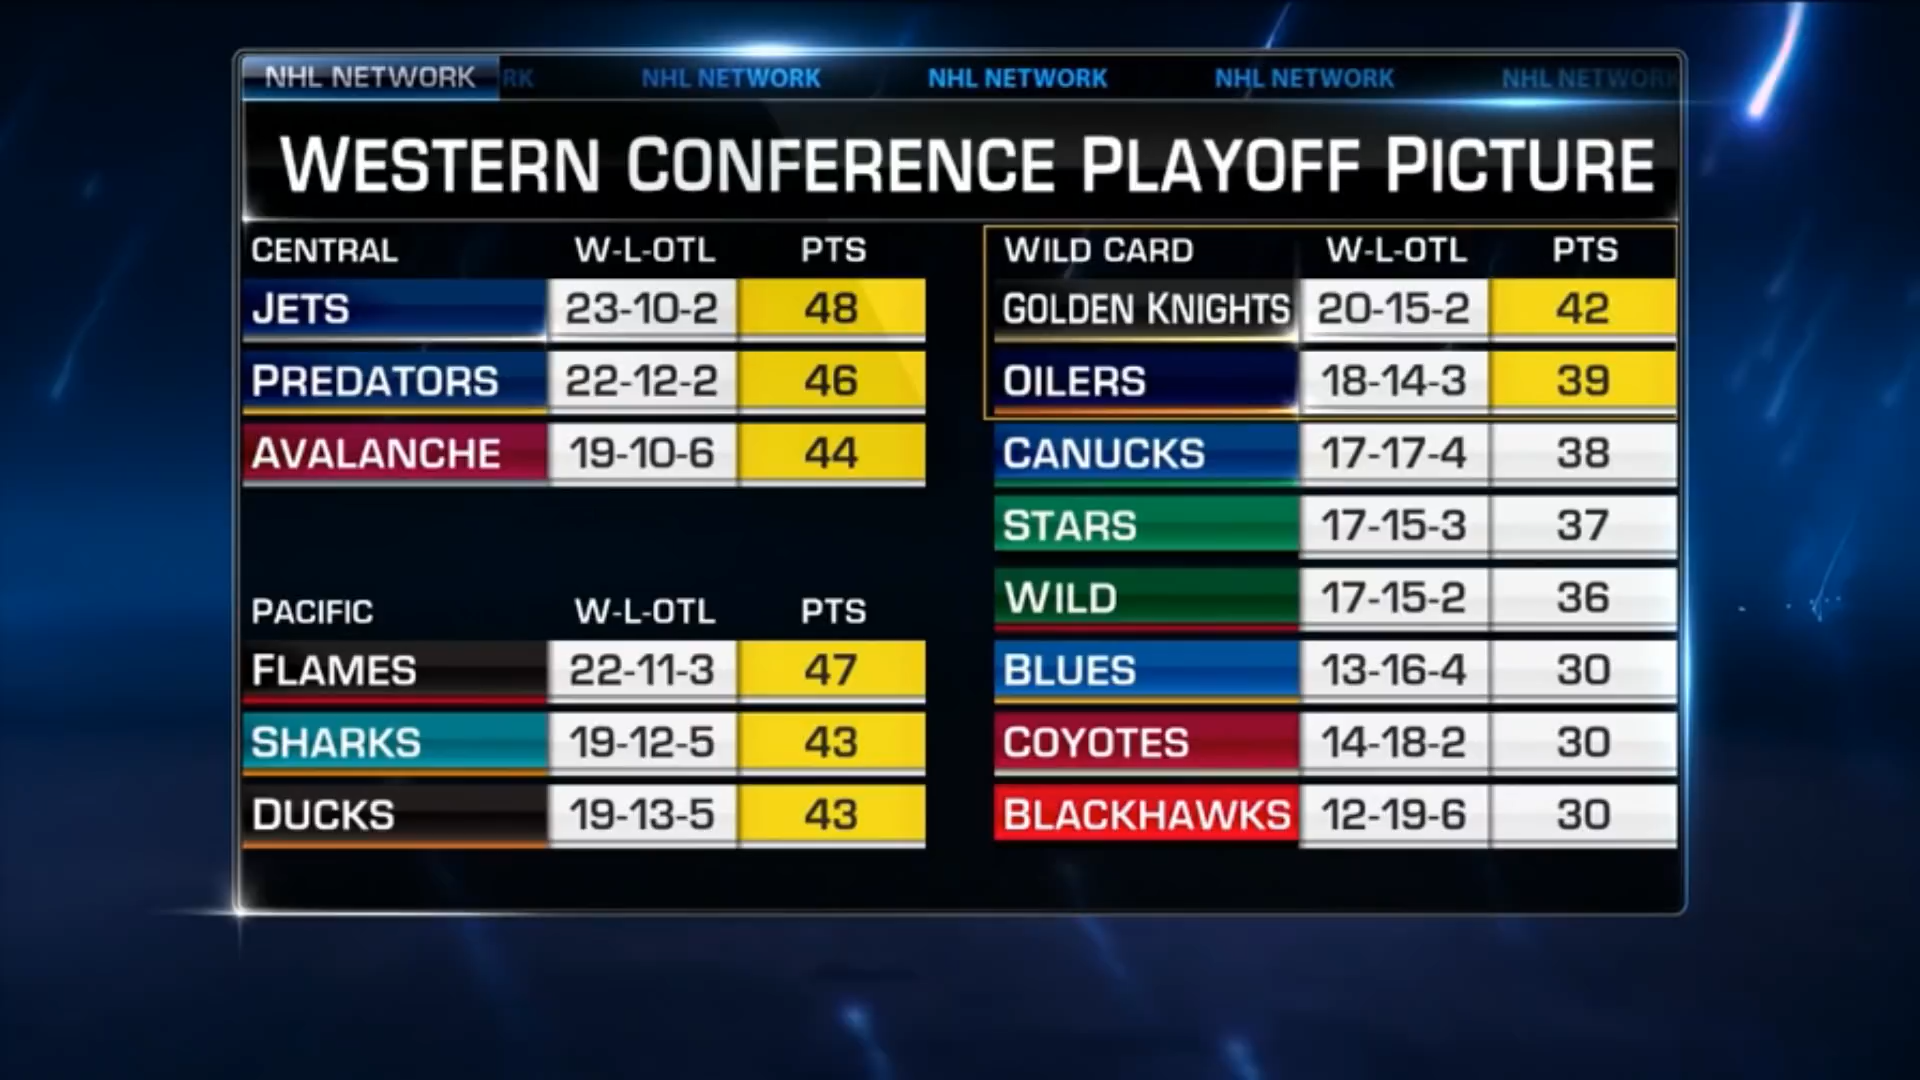 NHL NETWORK RK NHL NETWORK NHL NETWORK NHL NETWORK NHL NETWORK
WESTERN CONFERENCE PLAYOFF PICTURE
CENTRAL W-L-OTL PTS
JETS 23-10-2 48
PREDATORS 22-12-2 46
AVALANCHE 19-10-6 44
PACIFIC W-L-OTL PTS
FLAMES 22-11-3 47
SHARKS 19-12-5 43
DUCKS 19-13-5 43
WILD CARD W-L-OTL PTS
GOLDEN KNIGHTS 20-15-2 42
OILERS 18-14-3 39
CANUCKS 17-17-4 38
STARS 17-15-3 37
WILD 17-15-2 36
BLUES 13-16-4 30
COYOTES 14-18-2 30
BLACKHAWKS 12-19-6 30